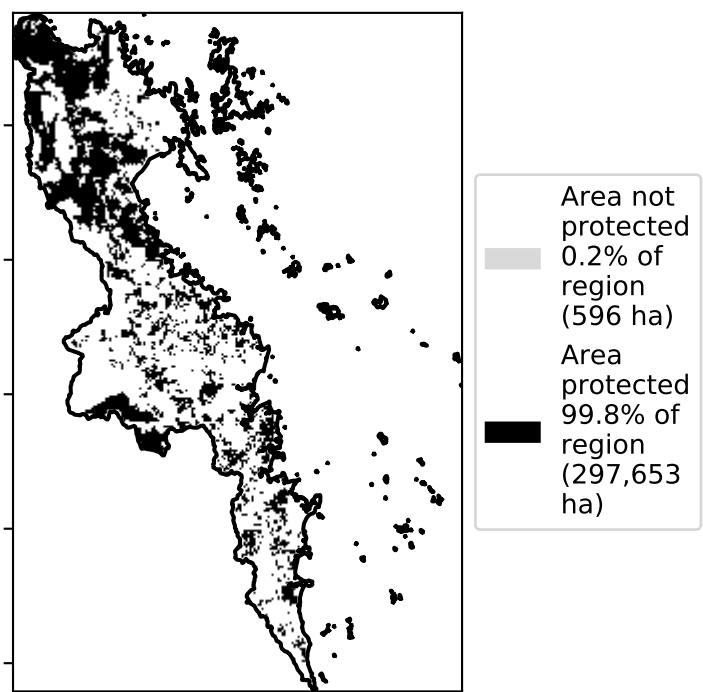 Area not
protected
0.2% of
region
(596 ha)
Area
protected
99.8% of
region
(297,653
ha)